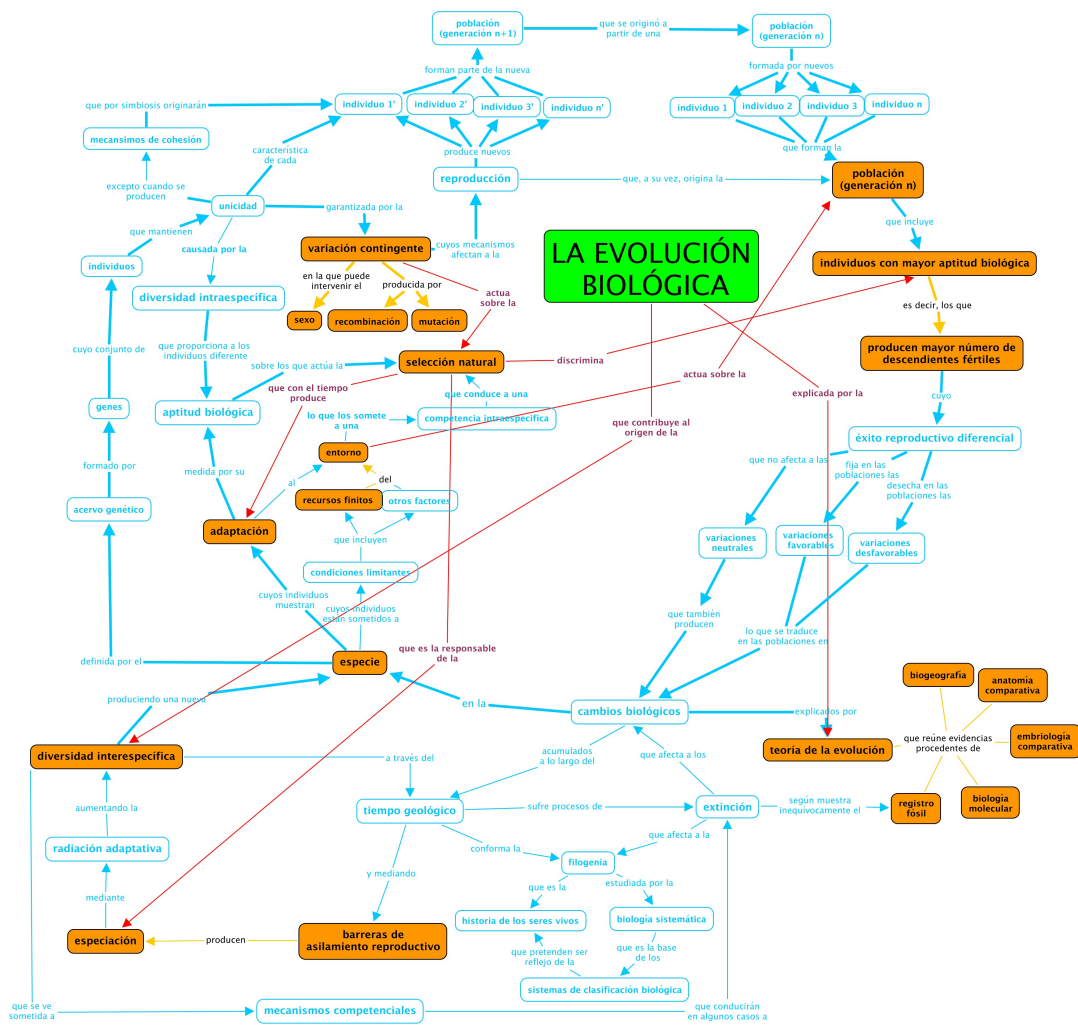 población
(generación n+1)
que se originó a
partir de una
población
(generación n)
forman parte de la nueva
formada por nuevos
que por simbiosis originarán
individuo 1'
individuo 2'
individuo 3'
individuo n'
individuo 1
individuo 2
individuo 3
individuo n
mecansimos de cohesión
característica
de cada
produce nuevos
que forman la
excepto cuando se
producen
reproducción
que, a su vez, origina la
población
(generación n)
unicidad
garantizada por la
que incluye
que mantienen
causada por la
variación contingente
cuyos mecanismos
afectan a la
LA EVOLUCIÓN
BIOLÓGICA
individuos con mayor aptitud biológica
individuos
en la que puede
intervenir el
producida por
diversidad intraespecífica
actua
sobre la
es decir, los que
sexo
recombinación
mutación
cuyo conjunto de
que proporciona a los
individuos diferente
producen mayor número de
descendientes fértiles
sobre los que actúa la
selección natural
discrimina
actua sobre la
que con el tiempo
produce
que conduce a una
explicada por la
cuyo
genes
aptitud biológica
lo que los somete
a una
competencia intraespecífica
que contribuye al
origen de la
éxito reproductivo diferencial
entorno
formado por
medida por su
al
del
que no afecta a las
fija en las
poblaciones las
desecha en las
poblaciones las
acervo genético
recursos finitos
otros factores
adaptación
que incluyen
variaciones
neutrales
variaciones
favorables
variaciones
desfavorables
condiciones limitantes
cuyos individuos
muestran
cuyos individuos
están sometidos a
que también
producen
lo que se traduce
en las poblaciones en
que es la responsable
de la
definida por el
especie
produciendo una nueva
en la
cambios biológicos
explicados por
biogeografía
anatomía
comparativa
diversidad interespecífica
a través del
acumulados
a lo largo del
que afecta a los
teoría de la evolución
que reúne evidencias
procedentes de
embriología
comparativa
aumentando la
tiempo geológico
sufre procesos de
extinción
según muestra
inequívocamente el
registro
fósil
biología
molecular
radiación adaptativa
conforma la
que afecta a la
filogenia
y mediando
que es la
estudiada por la
mediante
historia de los seres vivos
biología sistemática
especiación
producen
barreras de
asilamiento reproductivo
que pretenden ser
reflejo de la
que es la base
de los
sistemas de clasificación biológica
que se ve
sometida a
mecanismos competenciales
que conducirán
en algunos casos a